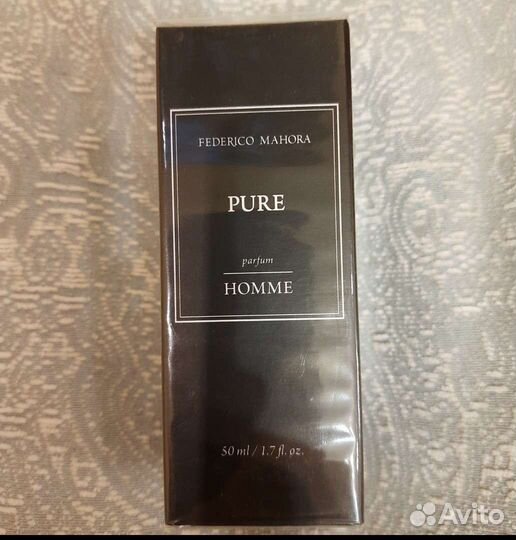 FEDERICO MAHORA
PURE
parfum
HOMME
50 ml / 1.7 fl. oz.
Avito